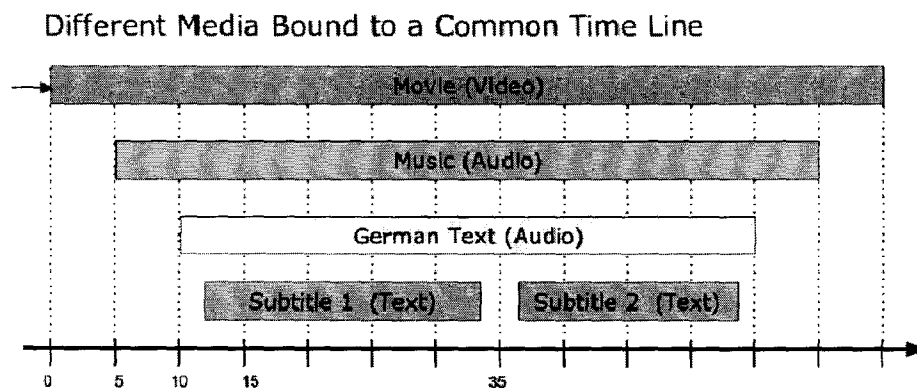 Different Media Bound to a Common Time Line
Movie (Video)
Music (Audio)
German Text (Audio)
Subtitle 1 (Text) Subtitle 2 (Text)
0 5 10 15 35